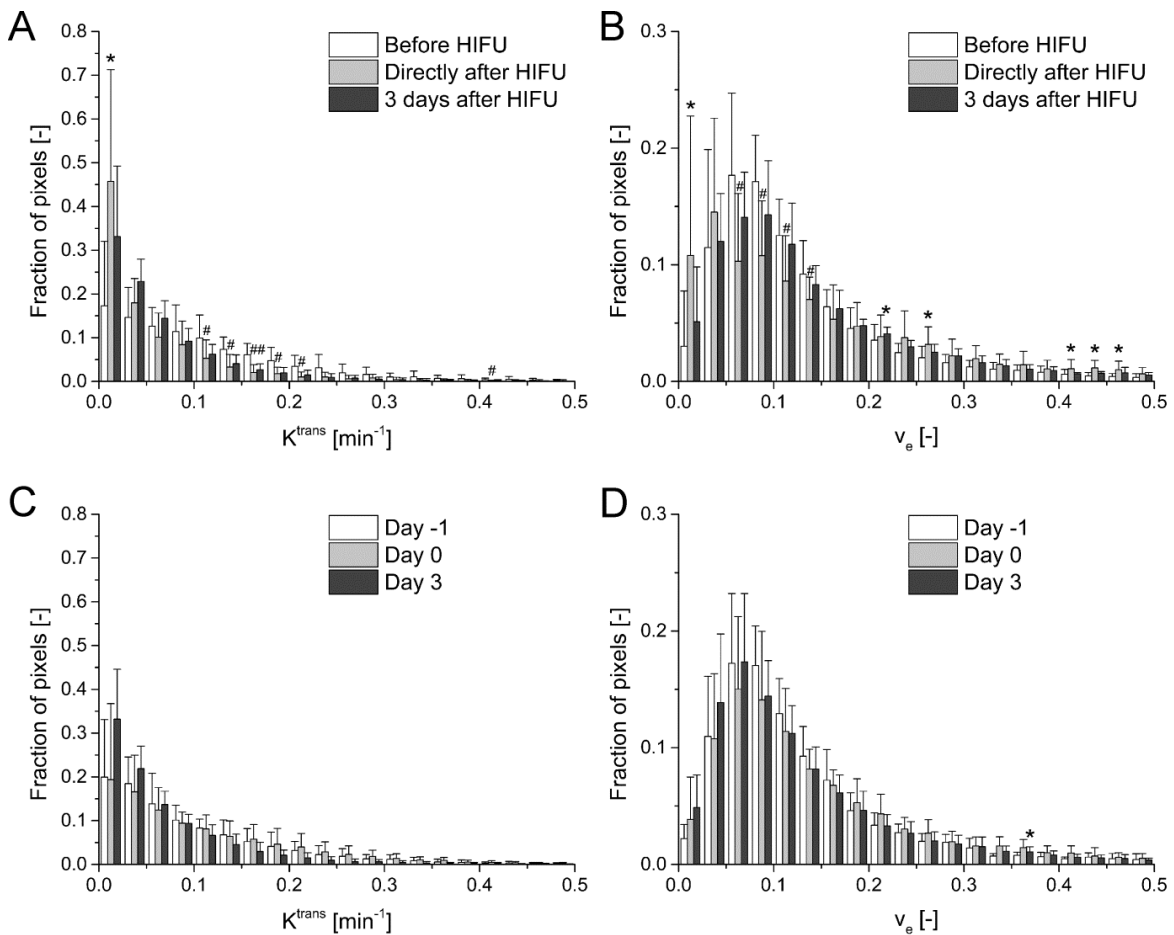 A
Before HIFU
Directly after HIFU
3 days after HIFU
*
#
#
##
#
#
#
Fraction of pixels [-]
0.8
0.7
0.6
0.5
0.4
0.3
0.2
0.1
0.0
0.0 0.1 0.2 0.3 0.4 0.5
K^trans [min^-1]
B
Before HIFU
Directly after HIFU
3 days after HIFU
*
#
#
#
#
*
*
*
*
*
Fraction of pixels [-]
0.3
0.2
0.1
0.0
0.0 0.1 0.2 0.3 0.4 0.5
v_e [-]
C
Day -1
Day 0
Day 3
Fraction of pixels [-]
0.8
0.7
0.6
0.5
0.4
0.3
0.2
0.1
0.0
0.0 0.1 0.2 0.3 0.4 0.5
K^trans [min^-1]
D
Day -1
Day 0
Day 3
*
Fraction of pixels [-]
0.3
0.2
0.1
0.0
0.0 0.1 0.2 0.3 0.4 0.5
v_e [-]